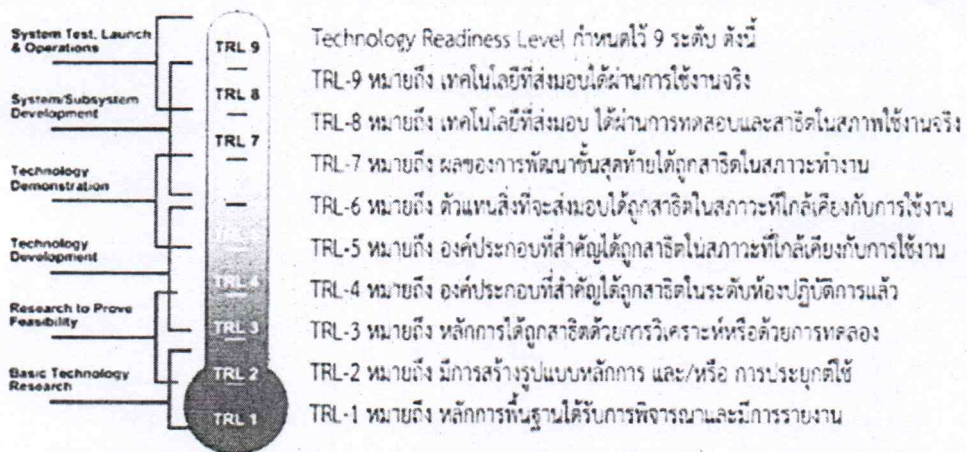 System Test, Launch
& Operations
System/Subsystem
Development
Technology
Demonstration
Technology
Development
Research to Prove
Feasibility
Basic Technology
Research
TRL 9
TRL 8
TRL 7
TRL 4
TRL 3
TRL 2
TRL 1
Technology Readiness Level กำหนดไว้ 9 ระดับ ดังนี้
TRL-9 หมายถึง เทคโนโลยีที่ส่งมอบได้ผ่านการใช้งานจริง
TRL-8 หมายถึง เทคโนโลยีที่ส่งมอบ ได้ผ่านการทดสอบและสาธิตในสภาพใช้งานจริง
TRL-7 หมายถึง ผลของการพัฒนาขั้นสุดท้ายได้ถูกสาธิตในสภาวะทำงาน
TRL-6 หมายถึง ตัวแทนสิ่งที่จะส่งมอบได้ถูกสาธิตในสภาวะที่ใกล้เคียงกับการใช้งาน
TRL-5 หมายถึง องค์ประกอบที่สำคัญได้ถูกสาธิตในสภาวะที่ใกล้เคียงกับการใช้งาน
TRL-4 หมายถึง องค์ประกอบที่สำคัญได้ถูกสาธิตในระดับห้องปฏิบัติการแล้ว
TRL-3 หมายถึง หลักการได้ถูกสาธิตด้วยการวิเคราะห์หรือด้วยการทดลอง
TRL-2 หมายถึง มีการสร้างรูปแบบหลักการ และ/หรือ การประยุกต์ใช้
TRL-1 หมายถึง หลักการพื้นฐานได้รับการพิจารณาและมีการรายงาน